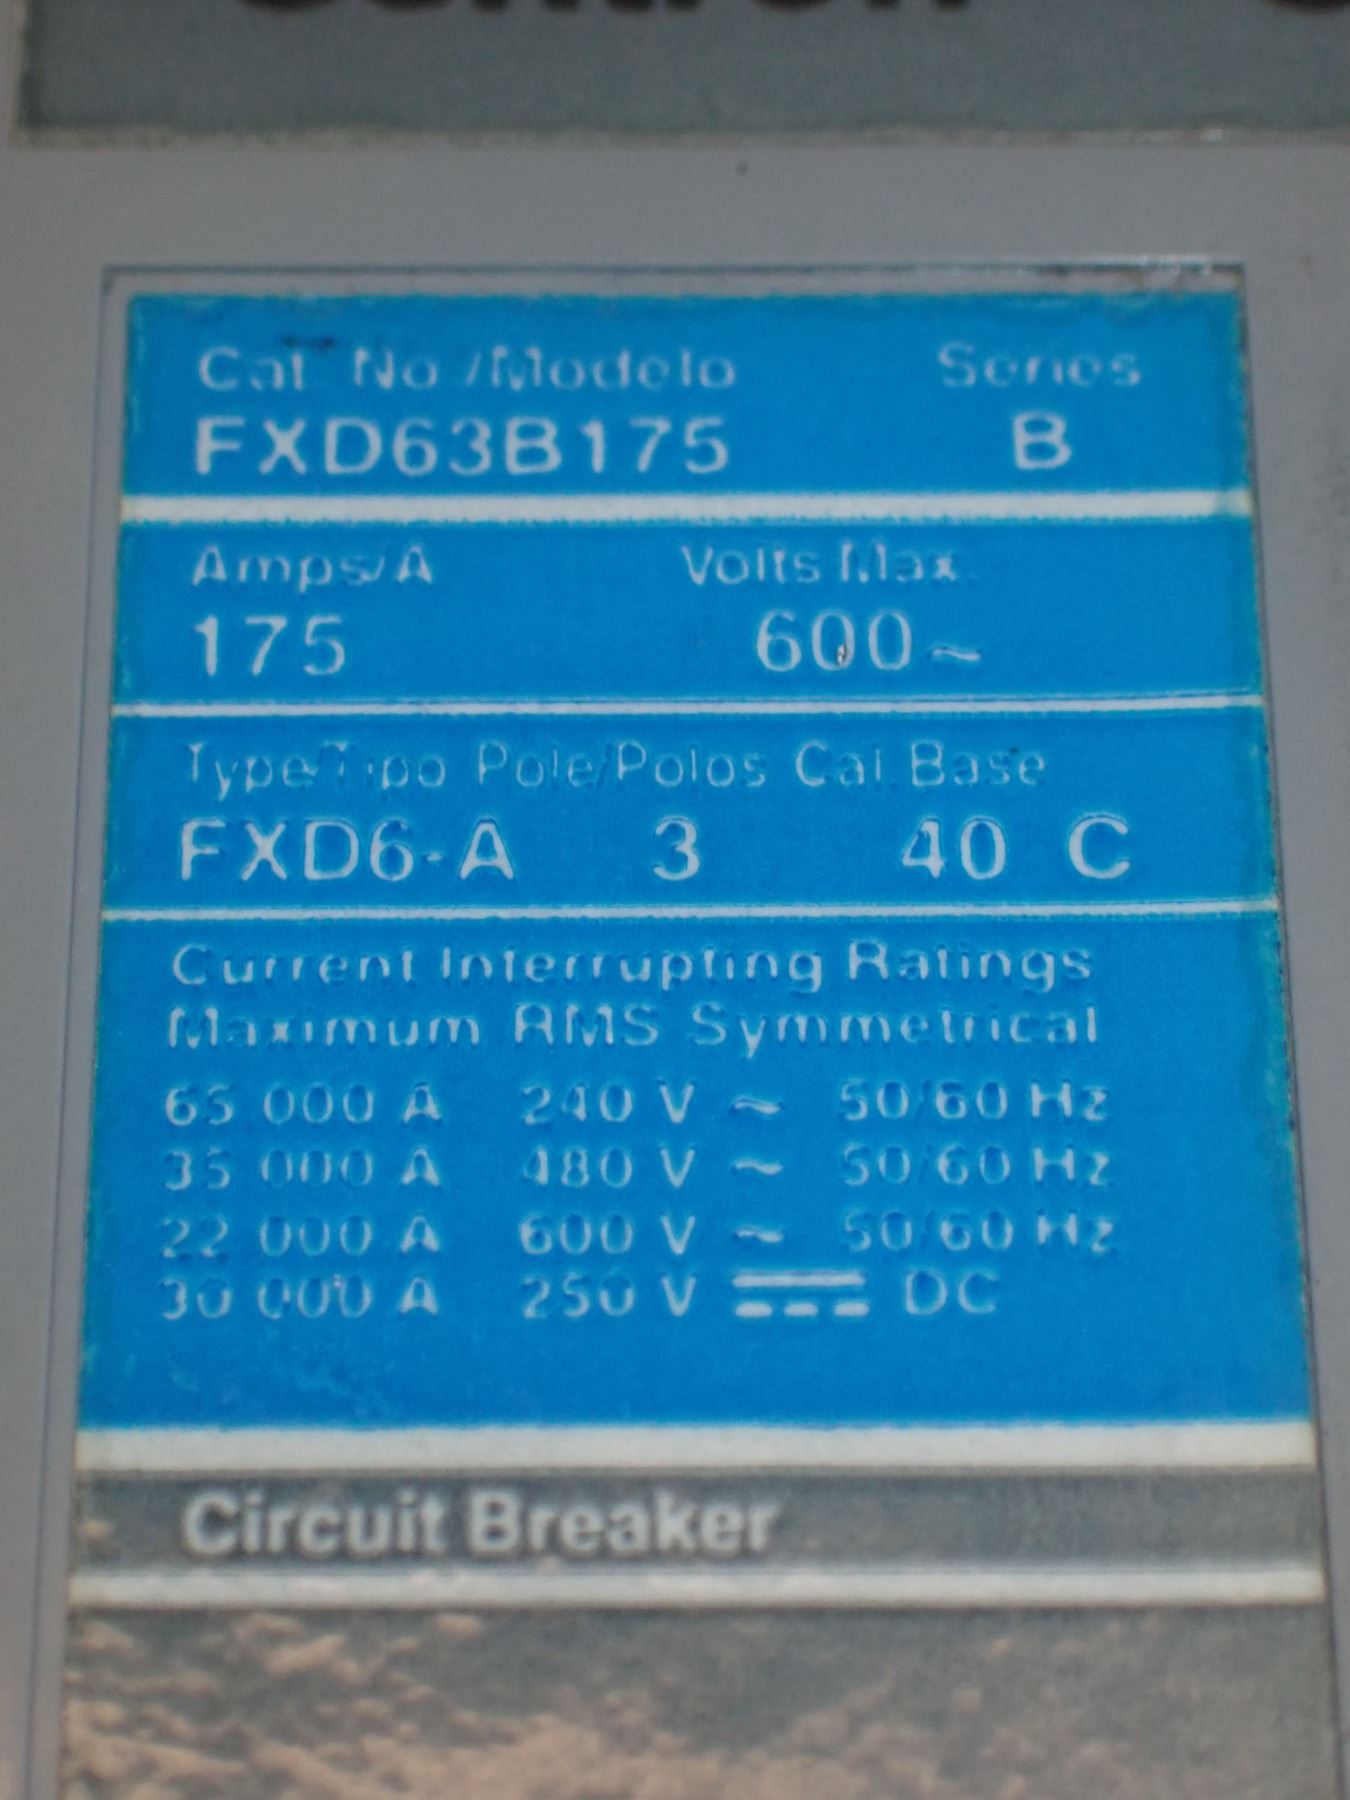 Cat. No./Modelo Series
FXD63B175 B
Amps/A Volts Max.
175 600~
Type/Tipo Pole/Polos Cal. Base
FXD6-A 3 40 C
Current Interrupting Ratings
Maximum RMS Symmetrical
65 000 A 240 V ~ 50/60 Hz
35 000 A 480 V ~ 50/60 Hz
22 000 A 600 V ~ 50/60 Hz
30 000 A 250 V ⎓ DC
Circuit Breaker